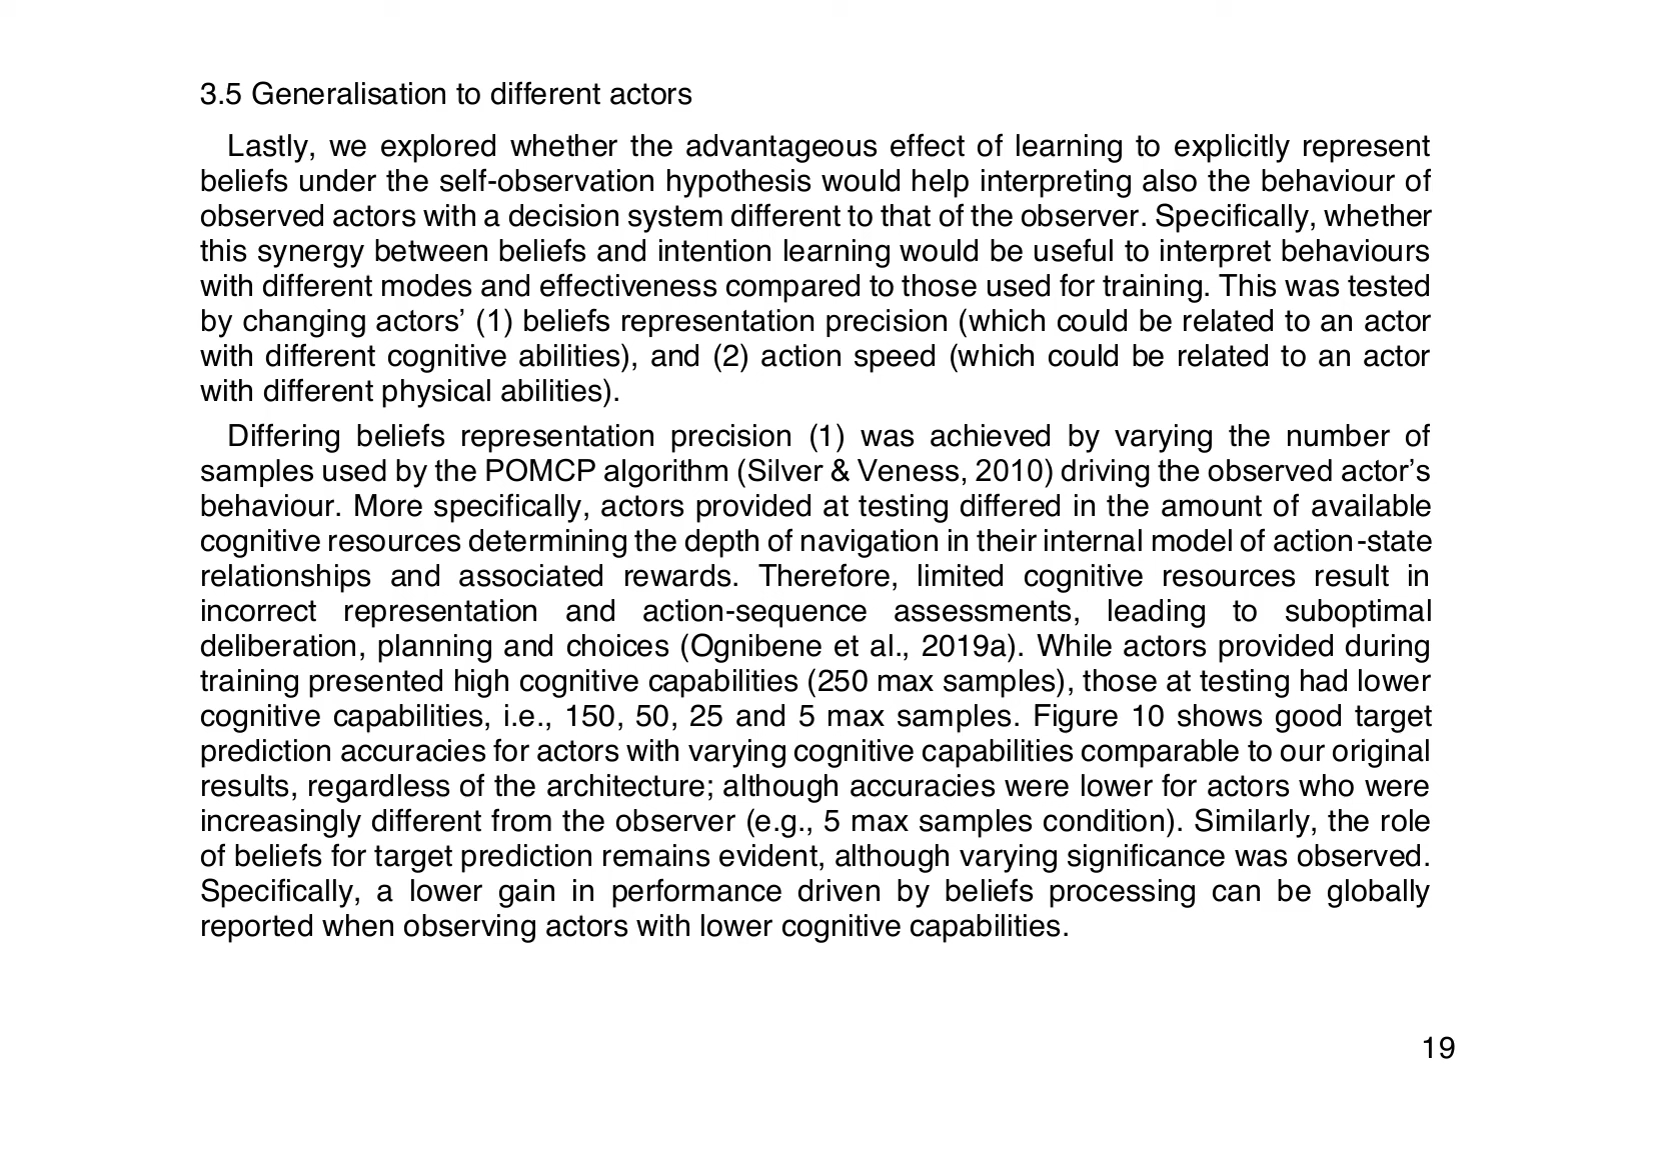 3.5 Generalisation to different actors
Lastly, we explored whether the advantageous effect of learning to explicitly represent
beliefs under the self-observation hypothesis would help interpreting also the behaviour of
observed actors with a decision system different to that of the observer. Specifically, whether
this synergy between beliefs and intention learning would be useful to interpret behaviours
with different modes and effectiveness compared to those used for training. This was tested
by changing actors’ (1) beliefs representation precision (which could be related to an actor
with different cognitive abilities), and (2) action speed (which could be related to an actor
with different physical abilities).
Differing beliefs representation precision (1) was achieved by varying the number of
samples used by the POMCP algorithm (Silver & Veness, 2010) driving the observed actor’s
behaviour. More specifically, actors provided at testing differed in the amount of available
cognitive resources determining the depth of navigation in their internal model of action-state
relationships and associated rewards. Therefore, limited cognitive resources result in
incorrect representation and action-sequence assessments, leading to suboptimal
deliberation, planning and choices (Ognibene et al., 2019a). While actors provided during
training presented high cognitive capabilities (250 max samples), those at testing had lower
cognitive capabilities, i.e., 150, 50, 25 and 5 max samples. Figure 10 shows good target
prediction accuracies for actors with varying cognitive capabilities comparable to our original
results, regardless of the architecture; although accuracies were lower for actors who were
increasingly different from the observer (e.g., 5 max samples condition). Similarly, the role
of beliefs for target prediction remains evident, although varying significance was observed.
Specifically, a lower gain in performance driven by beliefs processing can be globally
reported when observing actors with lower cognitive capabilities.
19